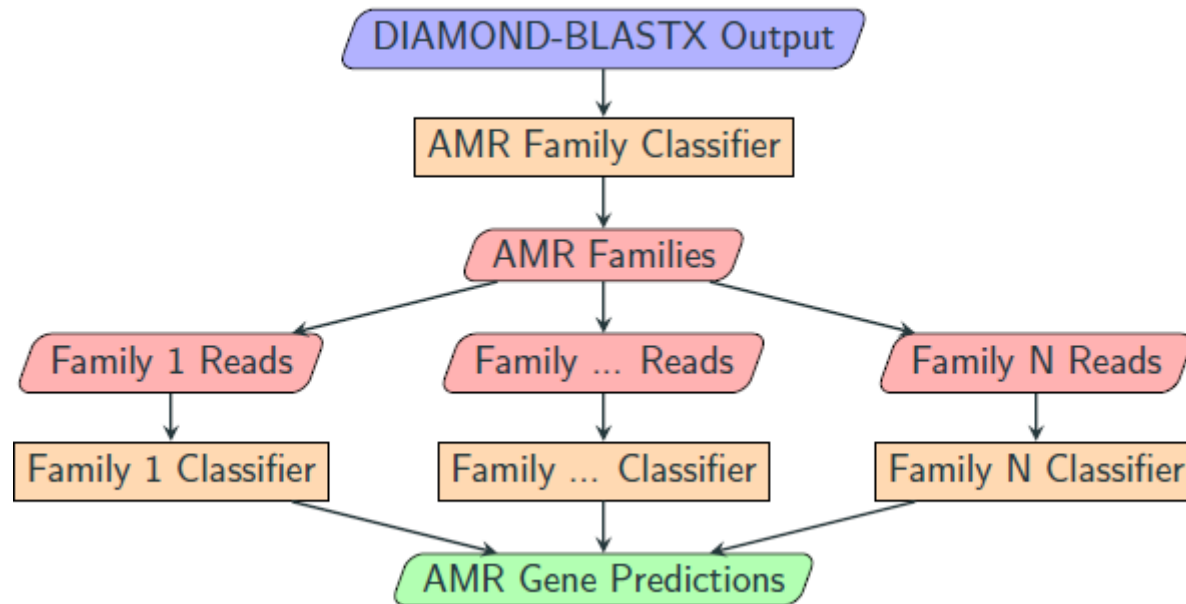 DIAMOND-BLASTX Output
AMR Family Classifier
AMR Families
Family 1 Reads
Family ... Reads
Family N Reads
Family 1 Classifier
Family ... Classifier
Family N Classifier
AMR Gene Predictions